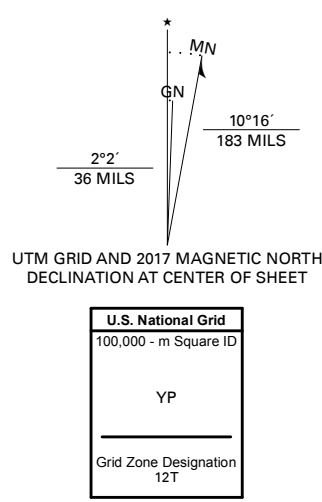 ★
MN
GN
10°16´
183 MILS
2°2´
36 MILS
UTM GRID AND 2017 MAGNETIC NORTH
DECLINATION AT CENTER OF SHEET
U.S. National Grid
100,000 - m Square ID
YP
Grid Zone Designation
12T